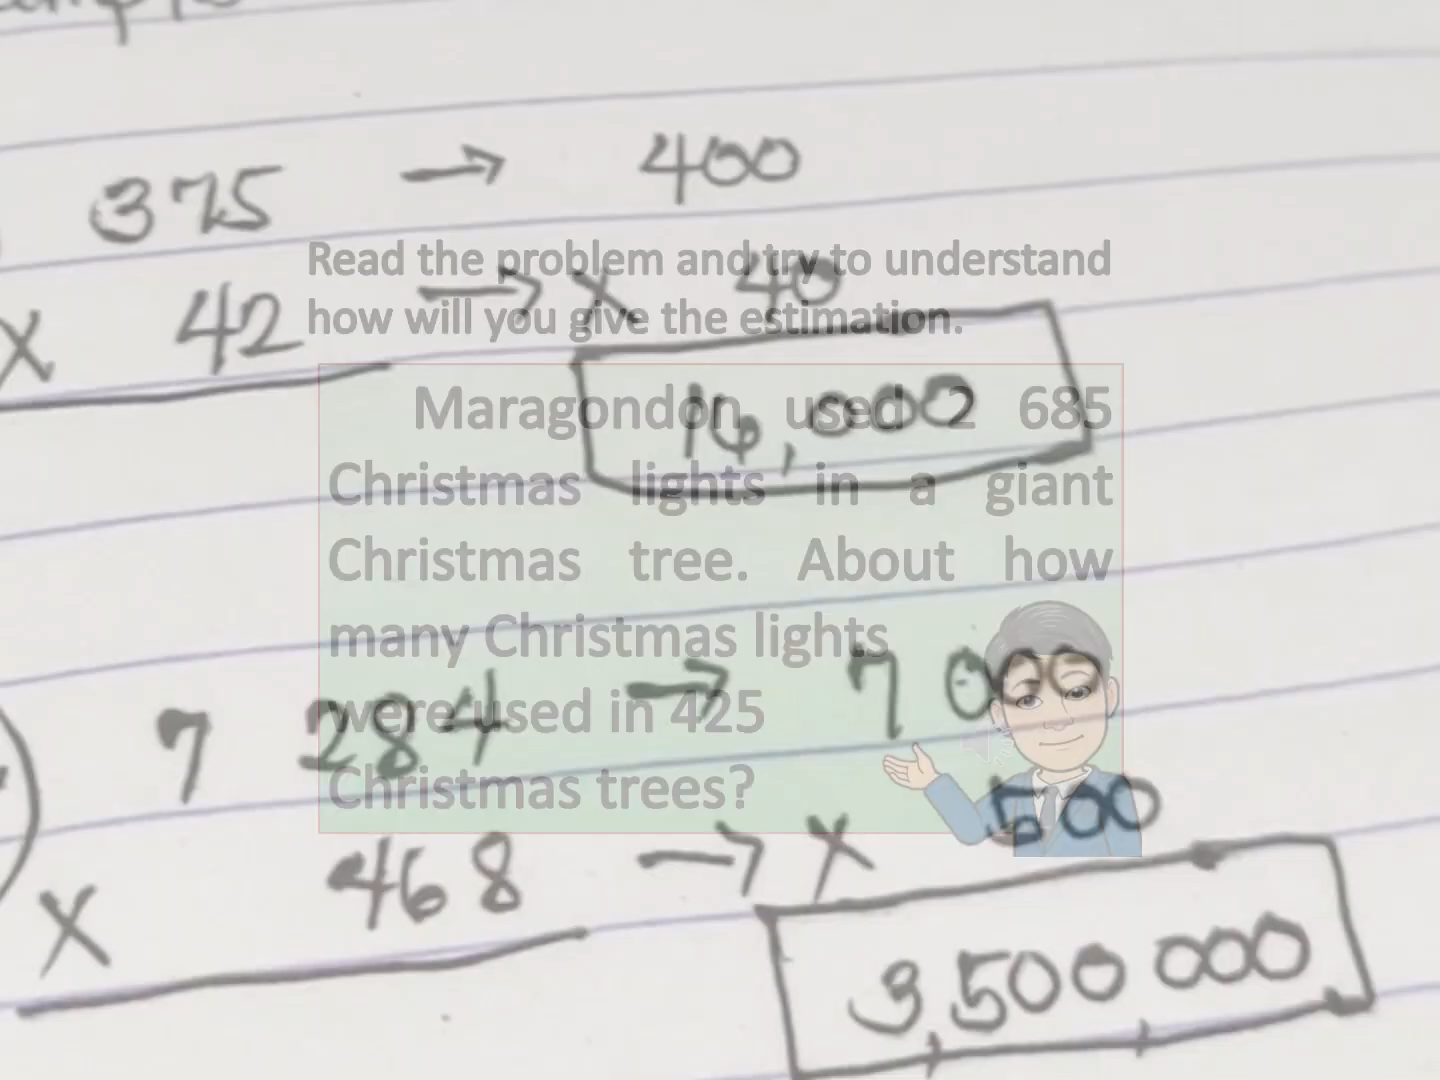 375 → 400
Read the problem and try to understand
x 42 → x 40
how will you give the estimation.
16,000
Maragondon used 2 685
Christmas lights in a giant
Christmas tree. About how
many Christmas lights
7 284 → 7 000
were used in 425
Christmas trees?
x 468 → x 500
3,500 000